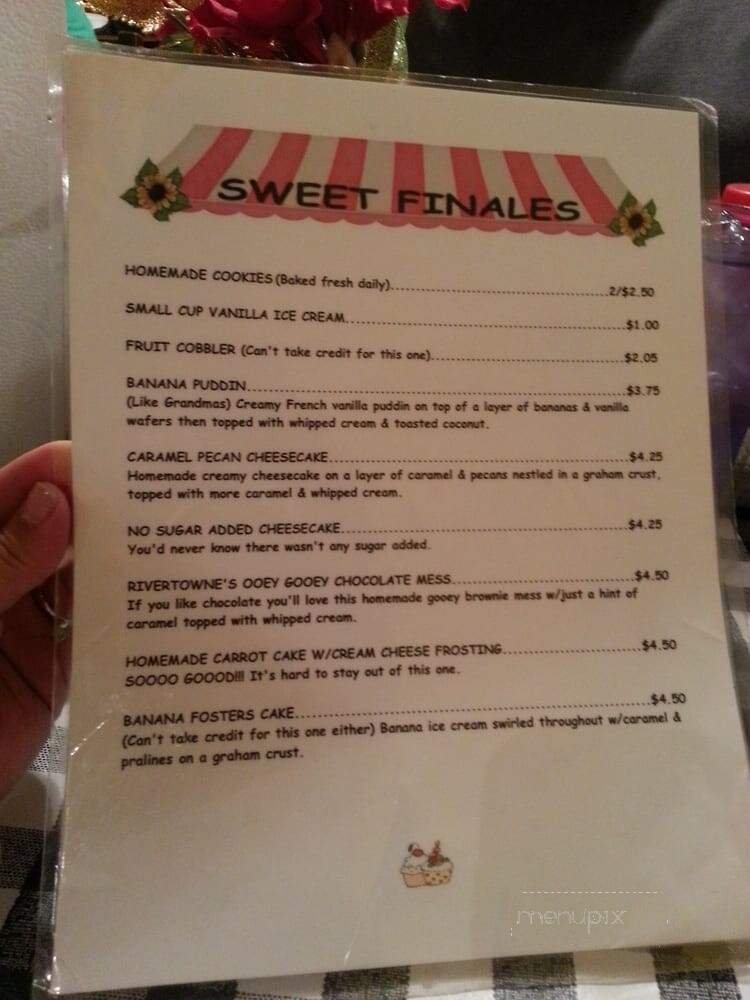 SWEET FINALES
HOMEMADE COOKIES (Baked fresh daily)..........2/$2.50
SMALL CUP VANILLA ICE CREAM..........$1.00
FRUIT COBBLER (Can't take credit for this one)..........$2.05
BANANA PUDDIN..........$3.75
(Like Grandmas) Creamy French vanilla puddin on top of a layer of bananas & vanilla
wafers then topped with whipped cream & toasted coconut.
CARAMEL PECAN CHEESECAKE..........$4.25
Homemade creamy cheesecake on a layer of caramel & pecans nestled in a graham crust,
topped with more caramel & whipped cream.
NO SUGAR ADDED CHEESECAKE..........$4.25
You'd never know there wasn't any sugar added.
RIVERTOWNE'S OOEY GOOEY CHOCOLATE MESS..........$4.50
If you like chocolate you'll love this homemade gooey brownie mess w/just a hint of
caramel topped with whipped cream.
HOMEMADE CARROT CAKE W/CREAM CHEESE FROSTING..........$4.50
SOOOO GOOOD!!! It's hard to stay out of this one.
BANANA FOSTERS CAKE..........$4.50
(Can't take credit for this one either) Banana ice cream swirled throughout w/caramel &
pralines on a graham crust.
menupix